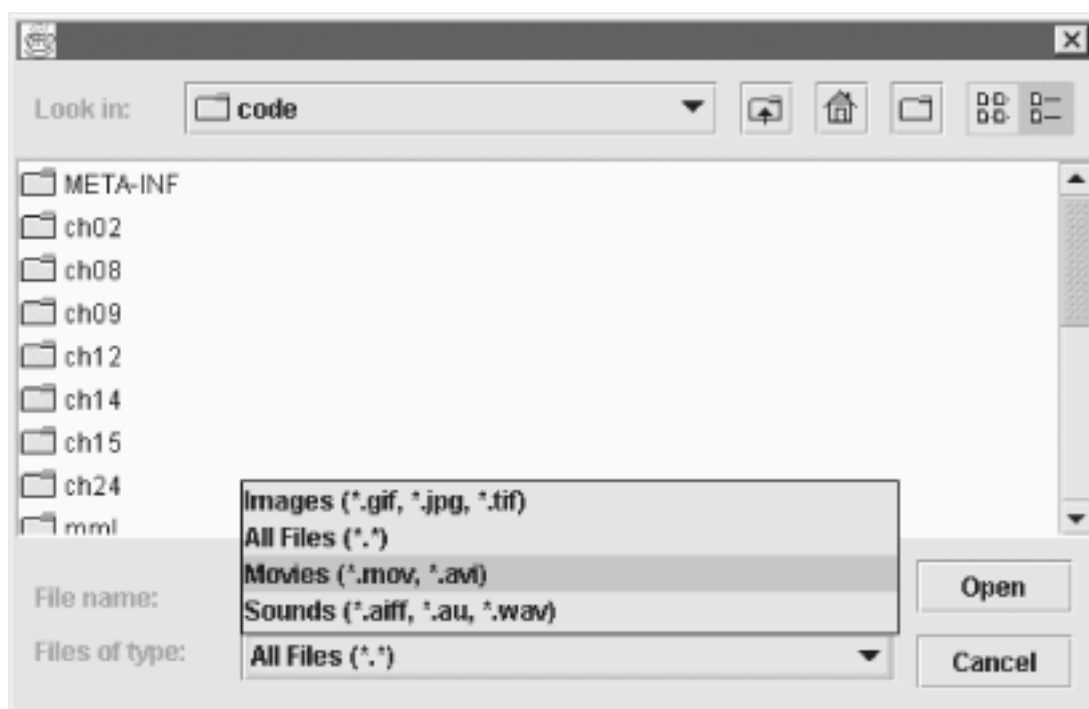 Look in:
code
META-INF
ch02
ch08
ch09
ch12
ch14
ch15
ch24
mml
Images (*.gif, *.jpg, *.tif)
All Files (*.*)
Movies (*.mov, *.avi)
Sounds (*.aiff, *.au, *.wav)
File name:
Open
Files of type:
All Files (*.*)
Cancel